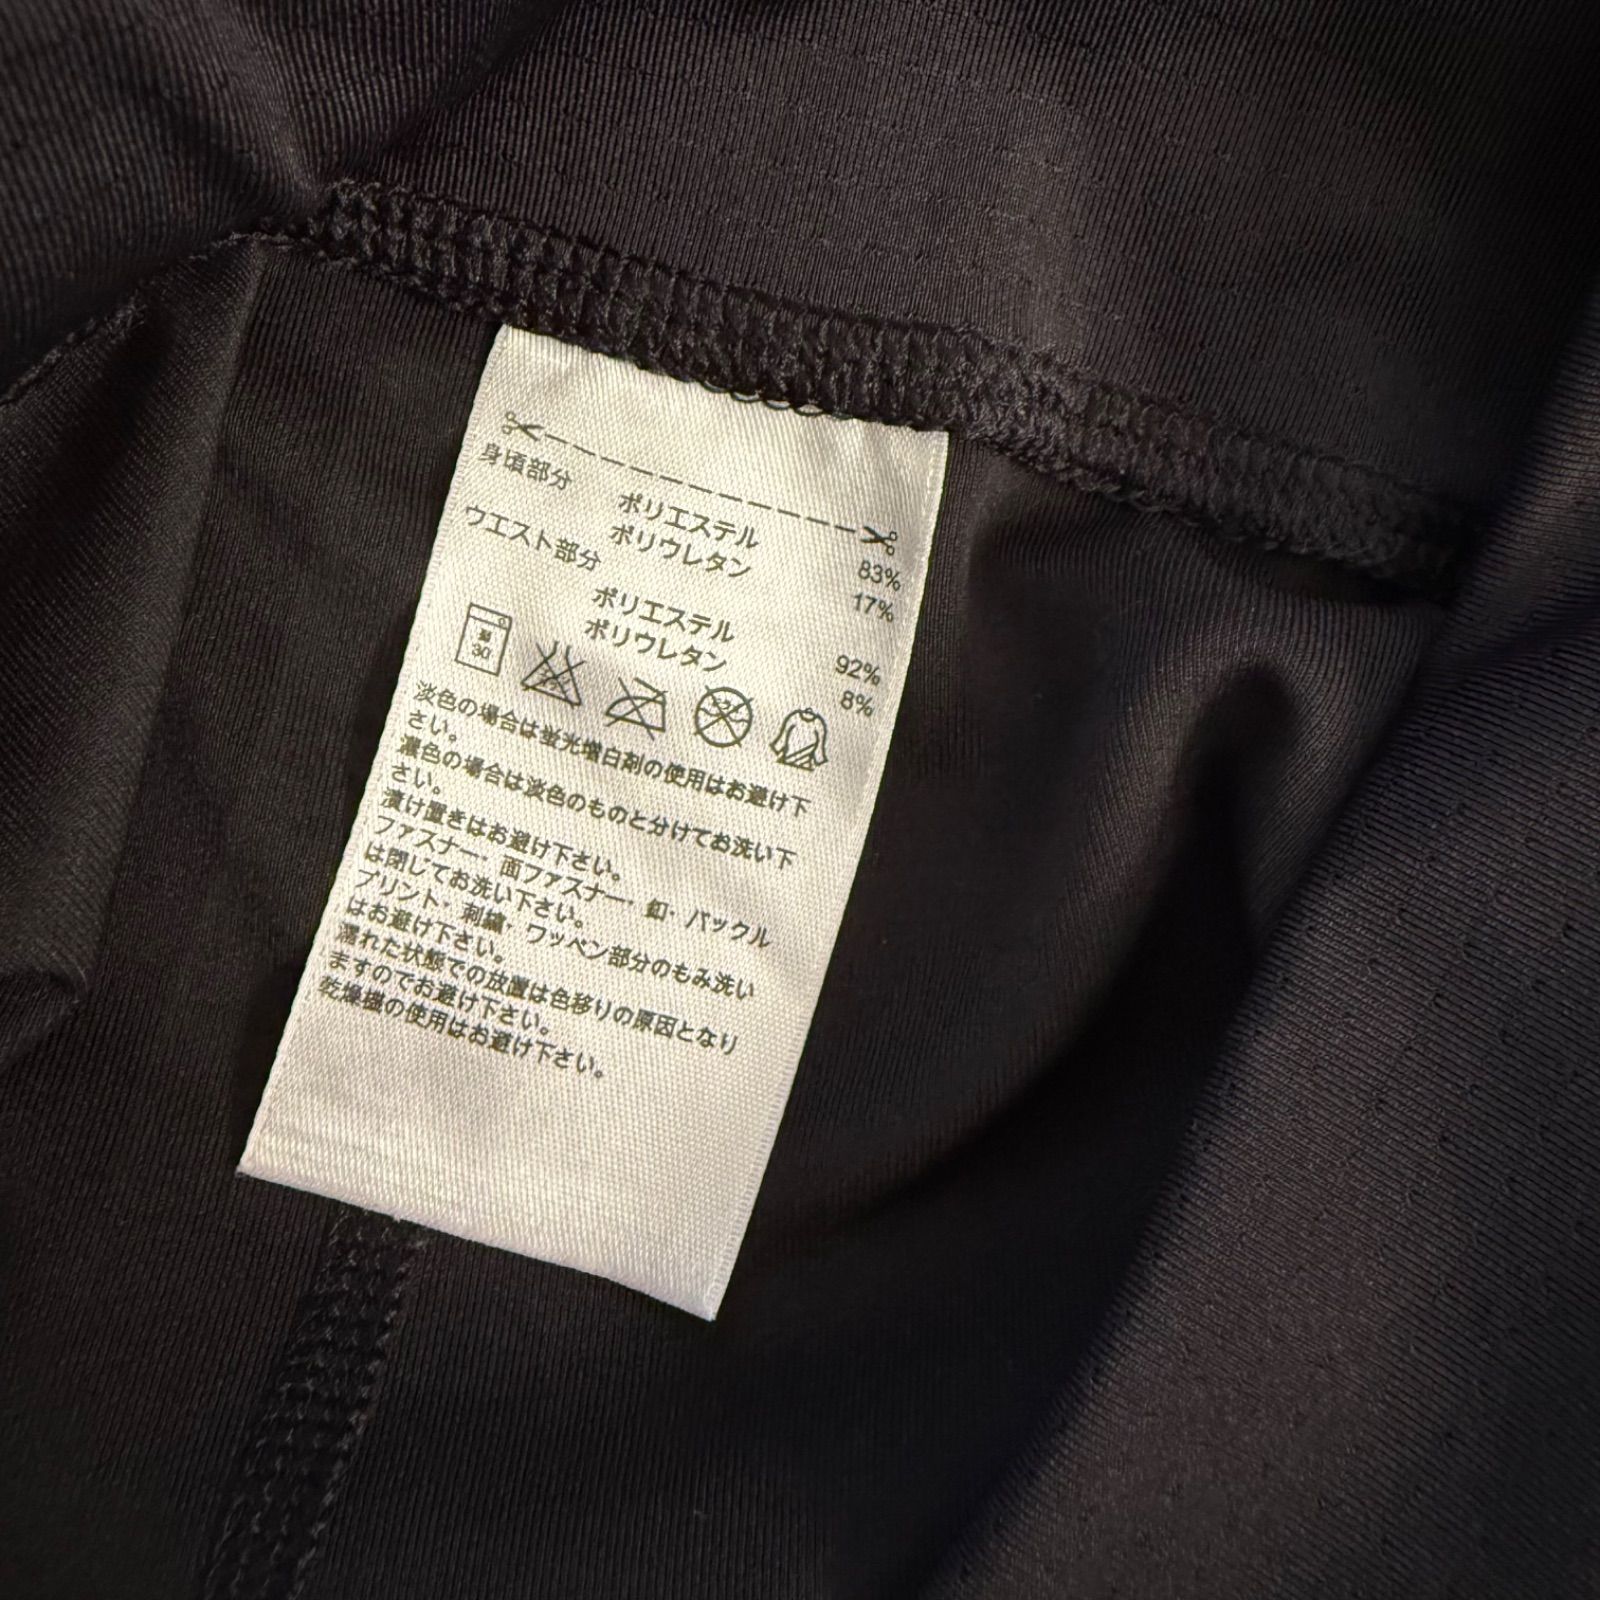 身頃部分
ポリエステル 83%
ポリウレタン 17%
ウエスト部分
ポリエステル 92%
ポリウレタン 8%
30
淡色の場合は蛍光増白剤の使用はお避け下
さい。
濃色の場合は淡色のものと分けてお洗い下
さい。
漬け置きはお避け下さい。
ファスナー・面ファスナー・釦・バックル
は閉じてお洗い下さい。
プリント・刺繍・ワッペン部分のもみ洗い
はお避け下さい。
濡れた状態での放置は色移りの原因となり
ますのでお避け下さい。
乾燥機の使用はお避け下さい。